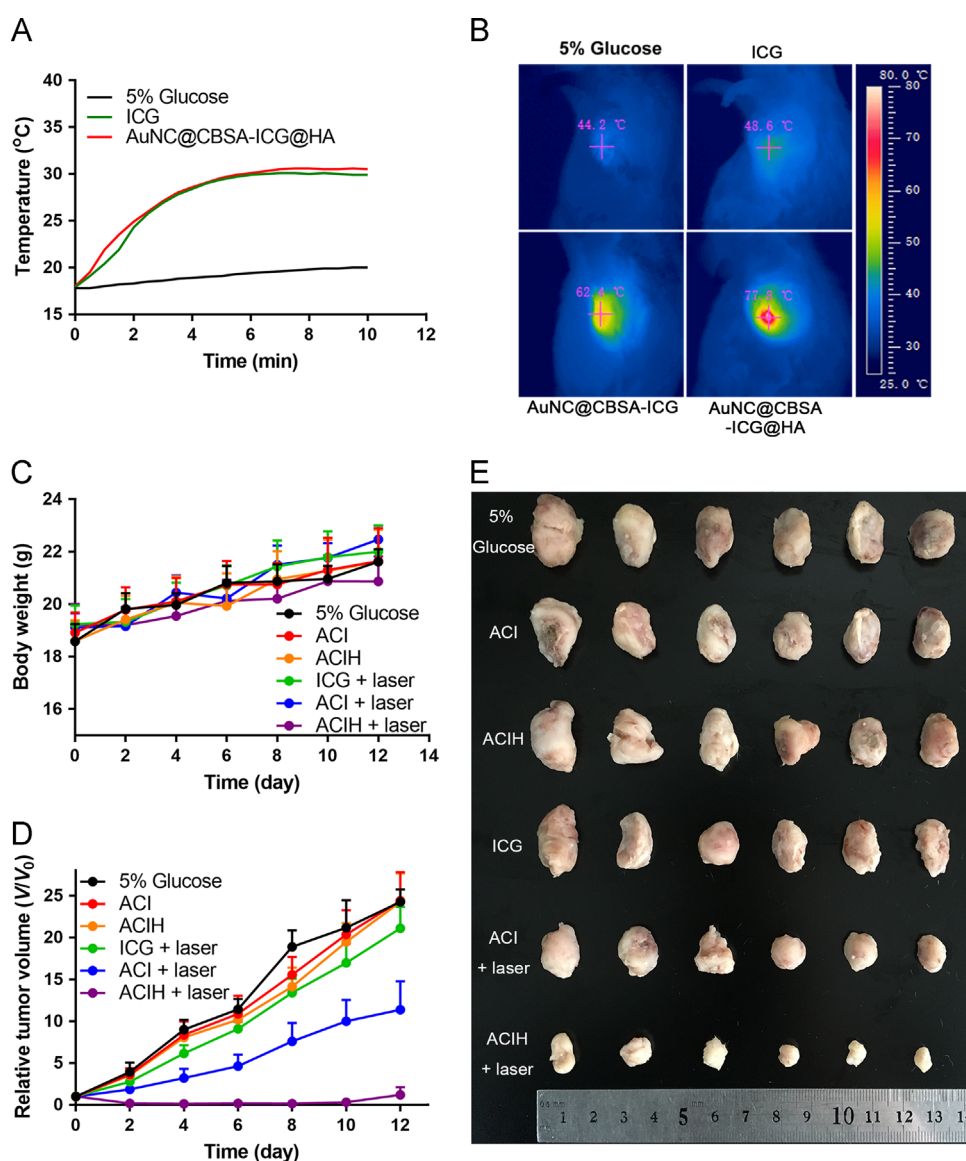 A
Temperature (°C)
40
35
30
25
20
15
5% Glucose
ICG
AuNC@CBSA-ICG@HA
0 2 4 6 8 10 12
Time (min)
B
5% Glucose
ICG
44.2 ℃
48.6 ℃
62.4 ℃
77.8 ℃
AuNC@CBSA-ICG
AuNC@CBSA
-ICG@HA
80.0 ℃
80
70
60
50
40
30
25.0 ℃
C
Body weight (g)
24
22
20
18
16
5% Glucose
ACI
ACIH
ICG + laser
ACI + laser
ACIH + laser
0 2 4 6 8 10 12 14
Time (day)
D
Relative tumor volume (V/V0)
25
20
15
10
5
0
5% Glucose
ACI
ACIH
ICG + laser
ACI + laser
ACIH + laser
0 2 4 6 8 10 12
Time (day)
E
5%
Glucose
ACI
ACIH
ICG
ACI
+ laser
ACIH
+ laser
1 2 3 4 5 6 7 8 9 10 11 12 13